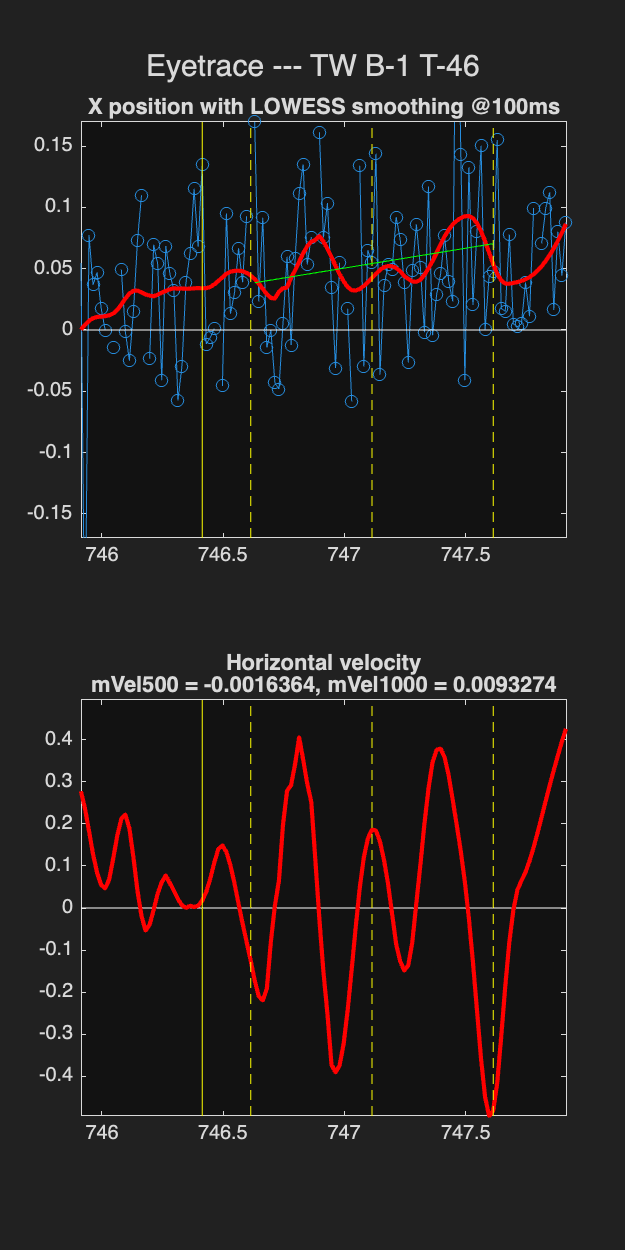 Eyetrace --- TW B-1 T-46
X position with LOWESS smoothing @100ms
0.15
0.1
0.05
0
-0.05
-0.1
-0.15
746 746.5 747 747.5
Horizontal velocity
mVel500 = -0.0016364, mVel1000 = 0.0093274
0.4
0.3
0.2
0.1
0
-0.1
-0.2
-0.3
-0.4
746 746.5 747 747.5